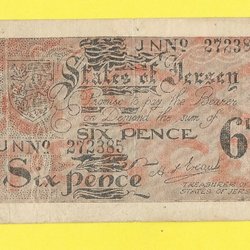 J N No 272385
States of Jersey
Promise to pay the Bearer
on Demand the sum of
6d
SIX PENCE
J N No 272385
Six pence
TREASURER OF THE
STATES OF JERSEY